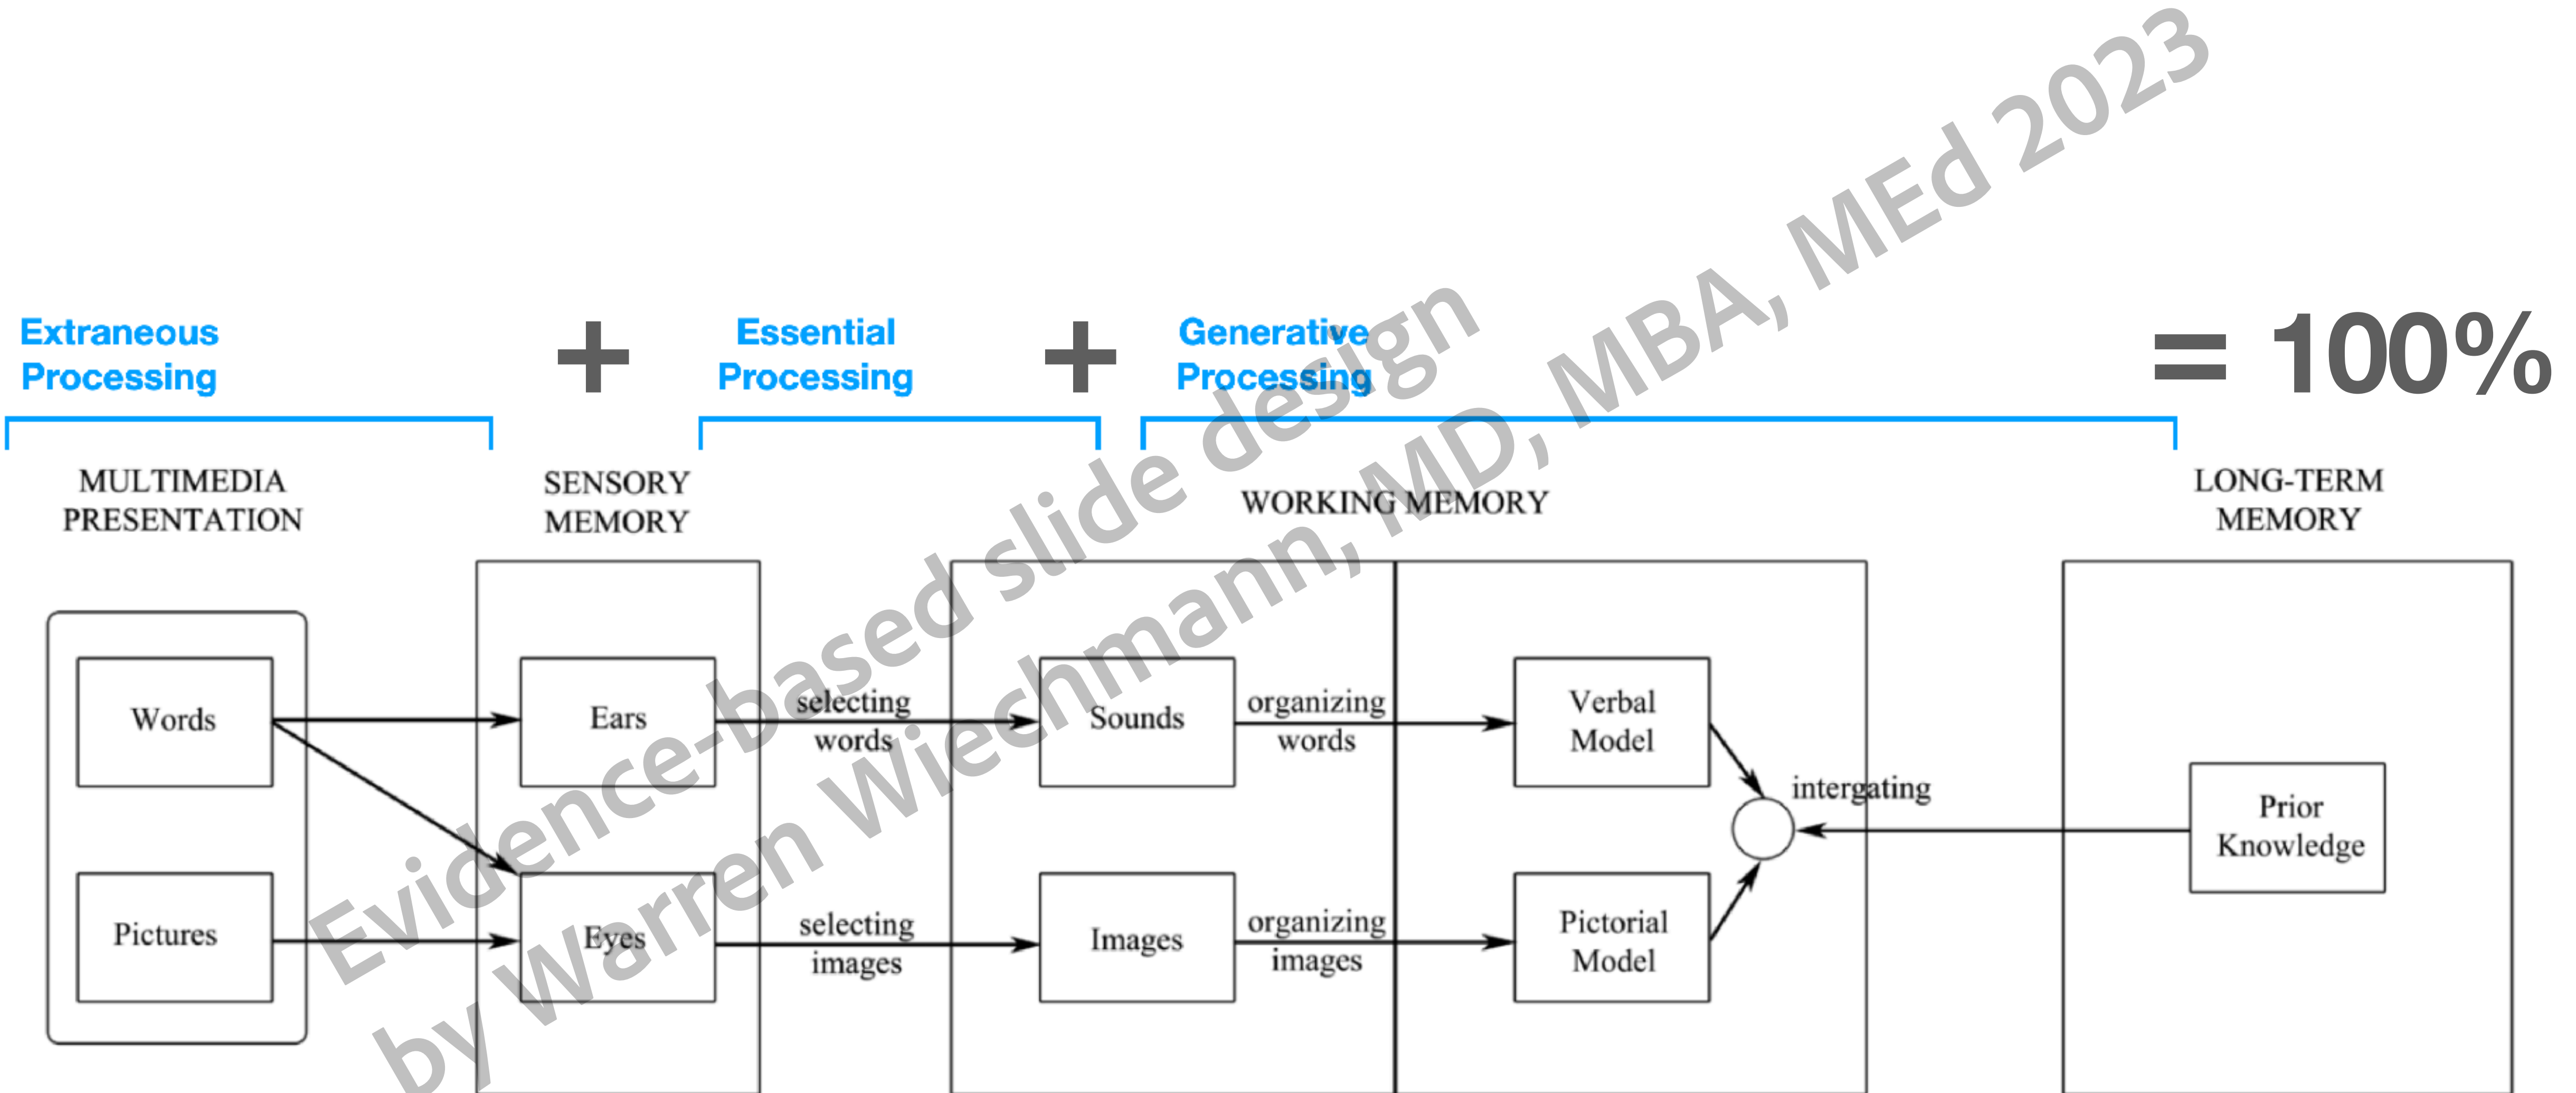 Extraneous
Processing
+
Essential
Processing
+
Generative
Processing
= 100%
MULTIMEDIA
PRESENTATION
SENSORY
MEMORY
WORKING MEMORY
LONG-TERM
MEMORY
Words
Ears
selecting
words
Sounds
organizing
words
Verbal
Model
intergating
Prior
Knowledge
Pictures
Eyes
selecting
images
Images
organizing
images
Pictorial
Model
Evidence-based slide design
by Warren Wiechmann, MD, MBA, MEd 2023